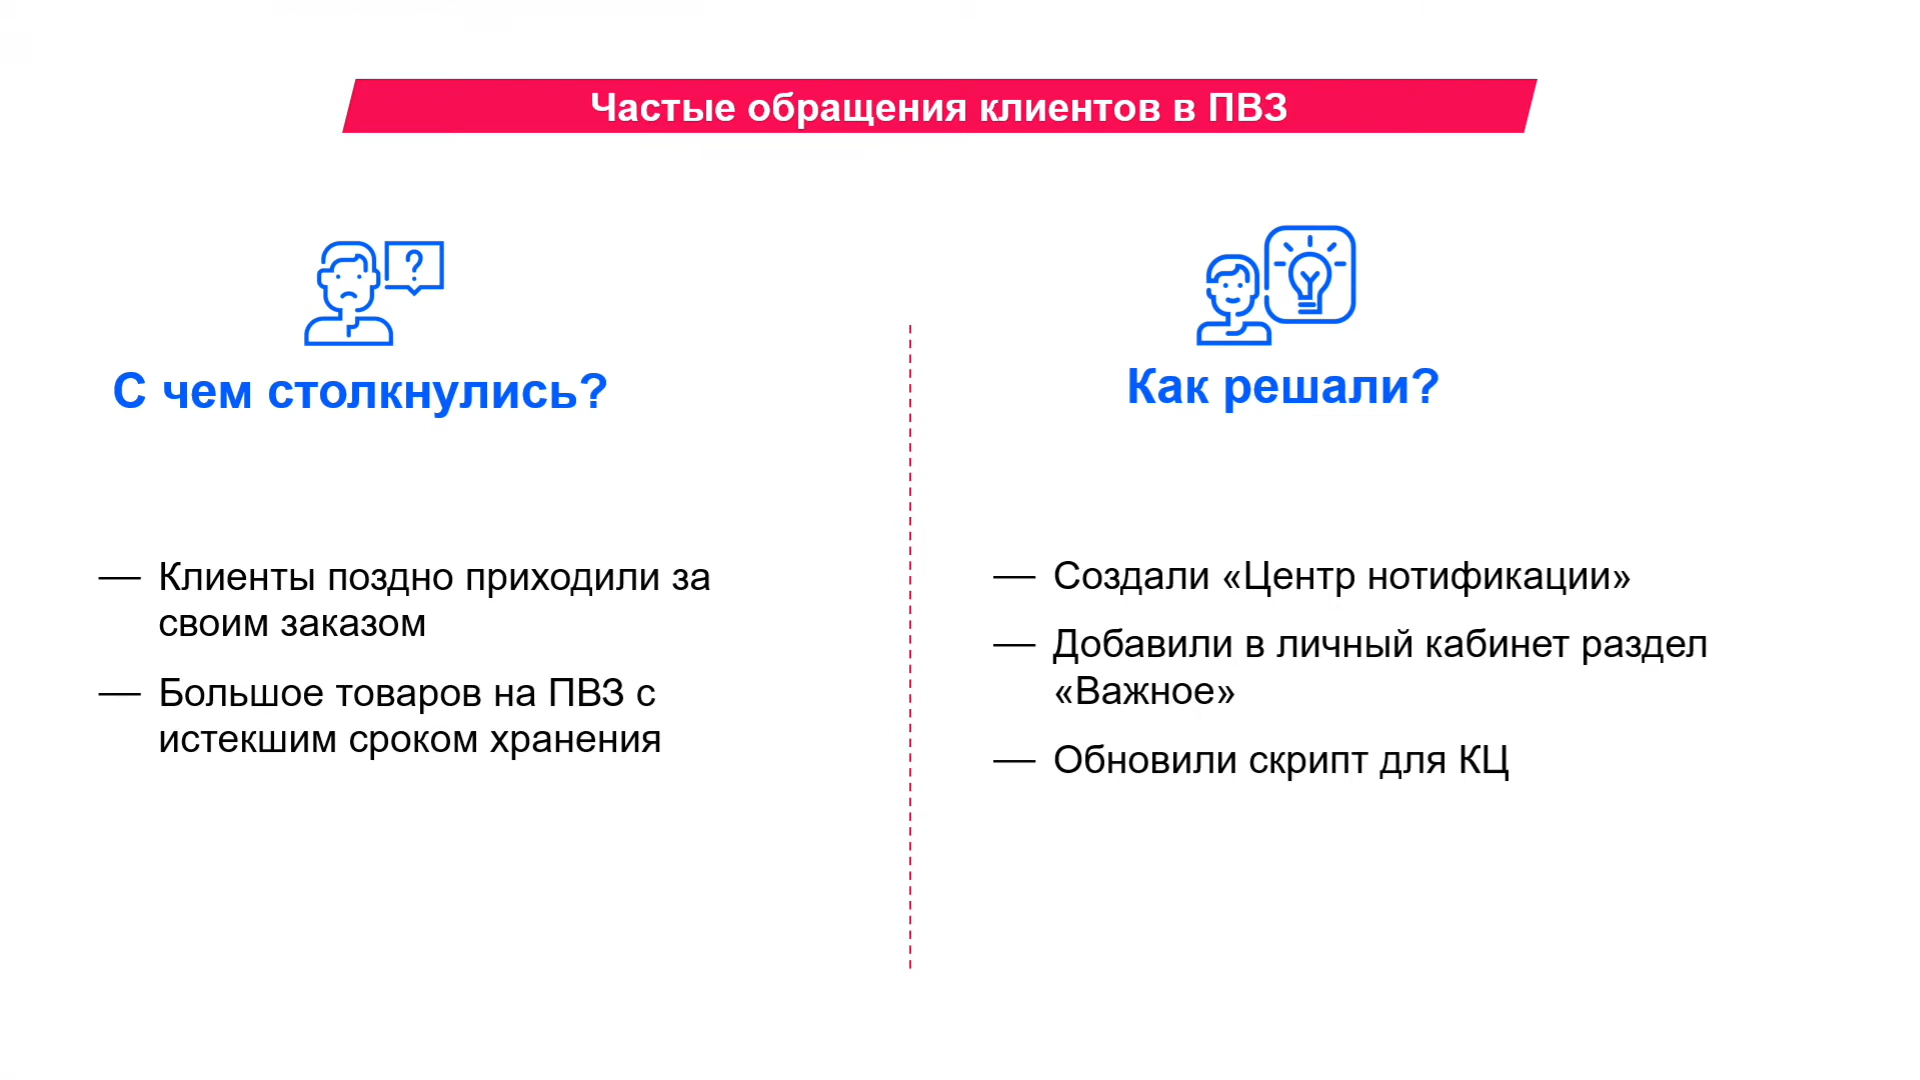 Частые обращения клиентов в ПВЗ
?
С чем столкнулись?
— Клиенты поздно приходили за
своим заказом
— Большое товаров на ПВЗ с
истекшим сроком хранения
Как решали?
— Создали «Центр нотификации»
— Добавили в личный кабинет раздел
«Важное»
— Обновили скрипт для КЦ